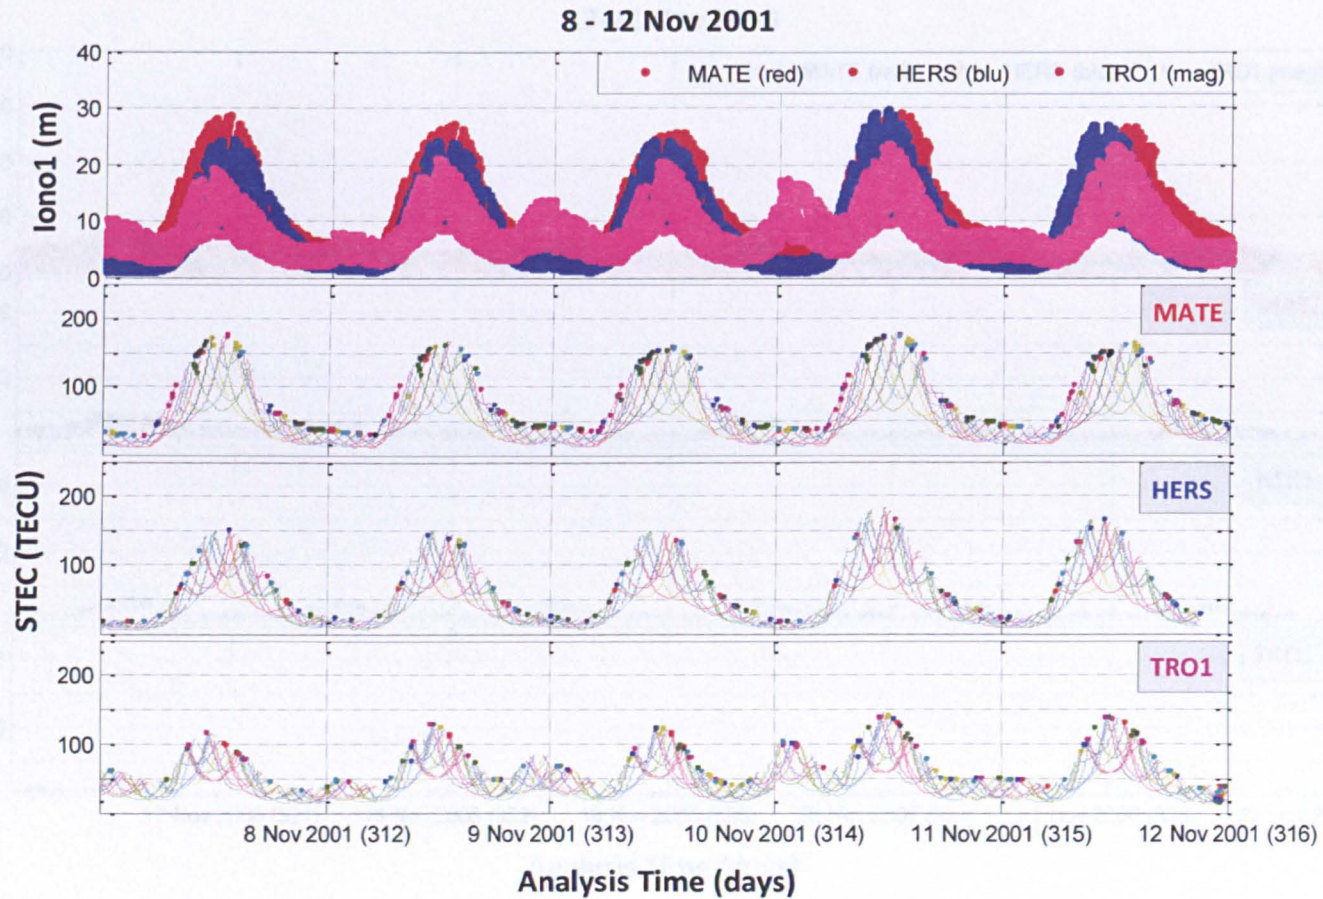 8 - 12 Nov 2001
40
MATE (red) HERS (blu) TRO1 (mag)
30
20
10
0
Iono1 (m)
MATE
200
100
HERS
200
100
STEC (TECU)
TRO1
200
100
8 Nov 2001 (312) 9 Nov 2001 (313) 10 Nov 2001 (314) 11 Nov 2001 (315) 12 Nov 2001 (316)
Analysis Time (days)